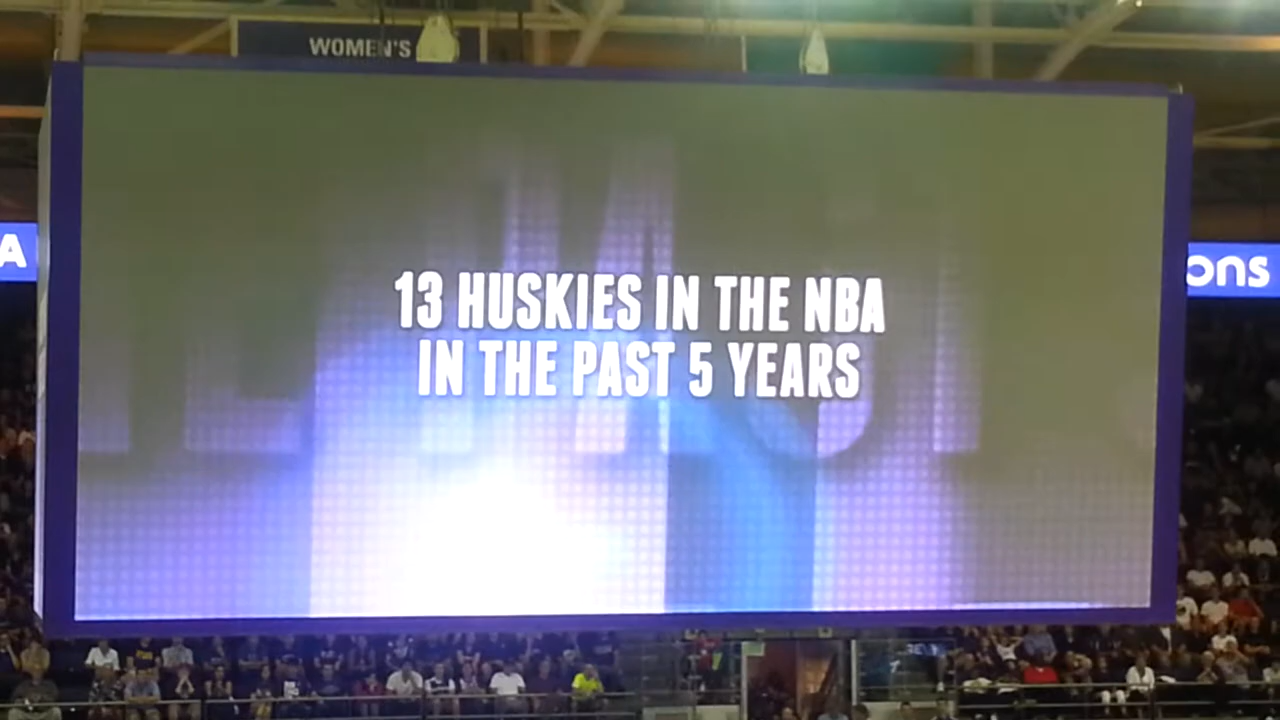 WOMEN'S
A
ons
13 HUSKIES IN THE NBA
IN THE PAST 5 YEARS